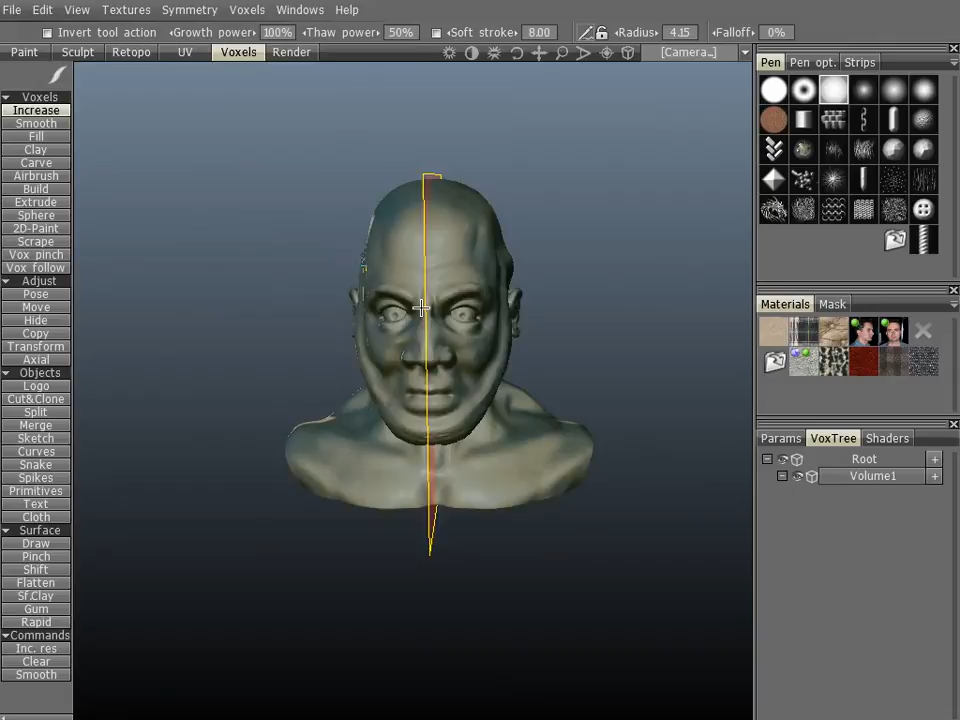 File Edit View Textures Symmetry Voxels Windows Help
Invert tool action Growth power 100% Thaw power 50% Soft stroke 8.00 Radius 4.15 Falloff 0%
Paint Sculpt Retopo UV Voxels Render [Camera...]
Voxels
Increase
Smooth
Fill
Clay
Carve
Airbrush
Build
Extrude
Sphere
2D-Paint
Scrape
Vox pinch
Vox follow
Adjust
Pose
Move
Hide
Copy
Transform
Axial
Objects
Logo
Cut&Clone
Split
Merge
Sketch
Curves
Snake
Spikes
Primitives
Text
Cloth
Surface
Draw
Pinch
Shift
Flatten
Sf.Clay
Gum
Rapid
Commands
Inc. res
Clear
Smooth
Pen Pen opt. Strips
Materials Mask
Params VoxTree Shaders
Root +
Volume1 +